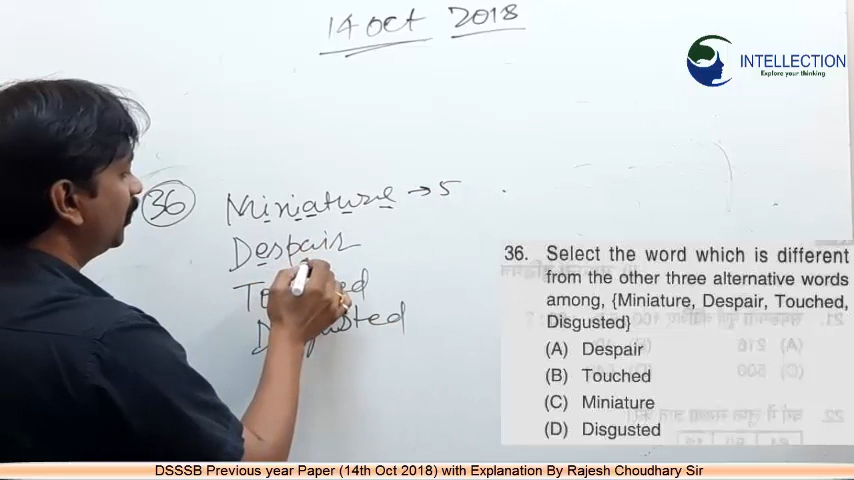 14 oct 2018
INTELLECTION
Explore your thinking
36 Miniature → 5
Despair
ed
Disgusted
36. Select the word which is different
from the other three alternative words
among, {Miniature, Despair, Touched,
Disgusted}
(A) Despair
(B) Touched
(C) Miniature
(D) Disgusted
DSSSB Previous year Paper (14th Oct 2018) with Explanation By Rajesh Choudhary Sir